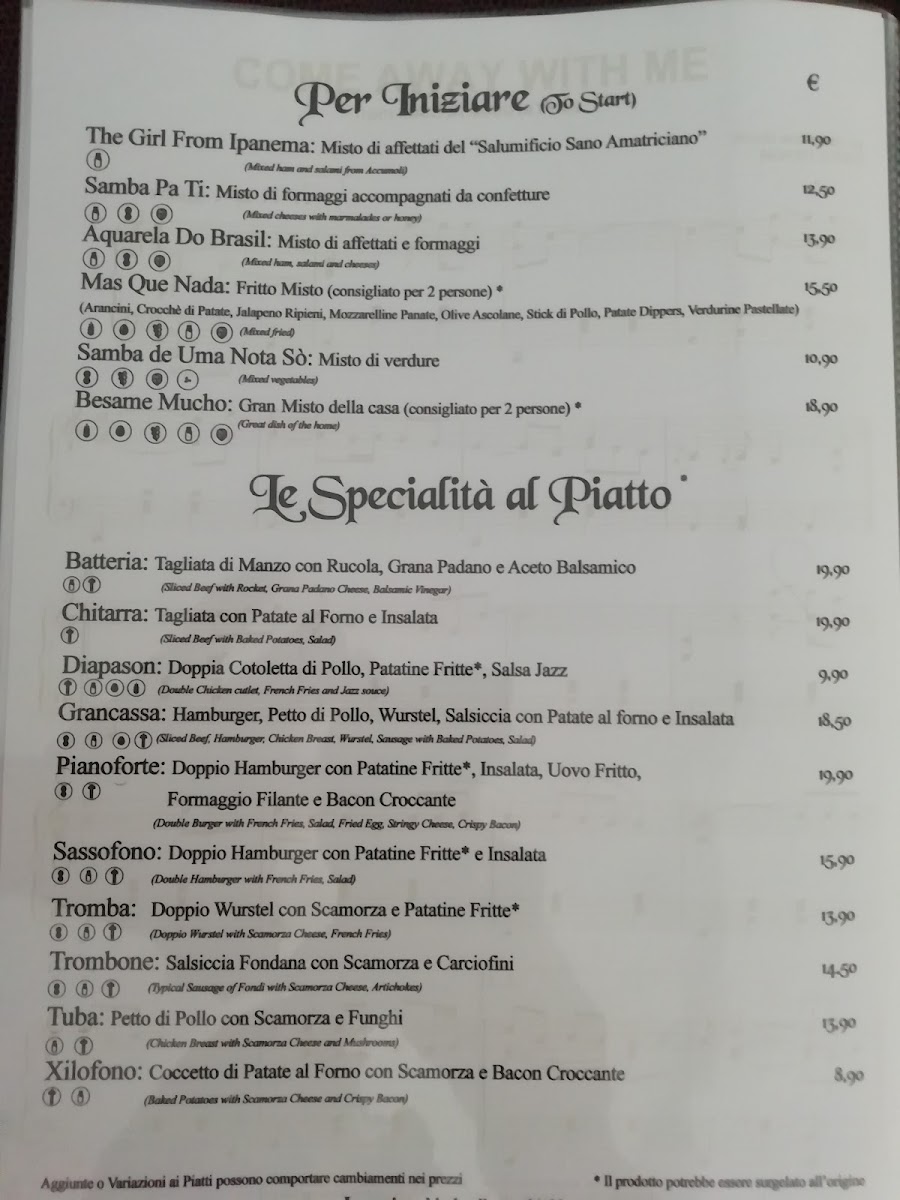 COME AWAY WITH ME
€
Per Iniziare (To Start)
The Girl From Ipanema: Misto di affettati del “Salumificio Sano Amatriciano” 11,90
(Mixed ham and salami from Accumoli)
Samba Pa Ti: Misto di formaggi accompagnati da confetture 12,50
(Mixed cheeses with marmalades or honey)
Aquarela Do Brasil: Misto di affettati e formaggi 13,90
(Mixed ham, salami and cheeses)
Mas Que Nada: Fritto Misto (consigliato per 2 persone) * 15,50
(Arancini, Crocchè di Patate, Jalapeno Ripieni, Mozzarelline Panate, Olive Ascolane, Stick di Pollo, Patate Dippers, Verdurine Pastellate)
(Mixed fried)
Samba de Uma Nota Sò: Misto di verdure 10,90
(Mixed vegetables)
Besame Mucho: Gran Misto della casa (consigliato per 2 persone) * 18,90
(Great dish of the home)
Le Specialità al Piatto *
Batteria: Tagliata di Manzo con Rucola, Grana Padano e Aceto Balsamico 19,90
(Sliced Beef with Rocket, Grana Padano Cheese, Balsamic Vinegar)
Chitarra: Tagliata con Patate al Forno e Insalata 19,90
(Sliced Beef with Baked Potatoes, Salad)
Diapason: Doppia Cotoletta di Pollo, Patatine Fritte*, Salsa Jazz 9,90
(Double Chicken cutlet, French Fries and Jazz souce)
Grancassa: Hamburger, Petto di Pollo, Wurstel, Salsiccia con Patate al forno e Insalata 18,50
(Sliced Beef, Hamburger, Chicken Breast, Wurstel, Sausage with Baked Potatoes, Salad)
Pianoforte: Doppio Hamburger con Patatine Fritte*, Insalata, Uovo Fritto, 19,90
Formaggio Filante e Bacon Croccante
(Double Burger with French Fries, Salad, Fried Egg, Stringy Cheese, Crispy Bacon)
Sassofono: Doppio Hamburger con Patatine Fritte* e Insalata 15,90
(Double Hamburger with French Fries, Salad)
Tromba: Doppio Wurstel con Scamorza e Patatine Fritte* 13,90
(Doppio Wurstel with Scamorza Cheese, French Fries)
Trombone: Salsiccia Fondana con Scamorza e Carciofini 14,50
(Typical Sausage of Fondi with Scamorza Cheese, Artichokes)
Tuba: Petto di Pollo con Scamorza e Funghi 13,90
(Chicken Breast with Scamorza Cheese and Mushrooms)
Xilofono: Coccetto di Patate al Forno con Scamorza e Bacon Croccante 8,90
(Baked Potatoes with Scamorza Cheese and Crispy Bacon)
Aggiunte o Variazioni ai Piatti possono comportare cambiamenti nei prezzi * Il prodotto potrebbe essere surgelato all'origine